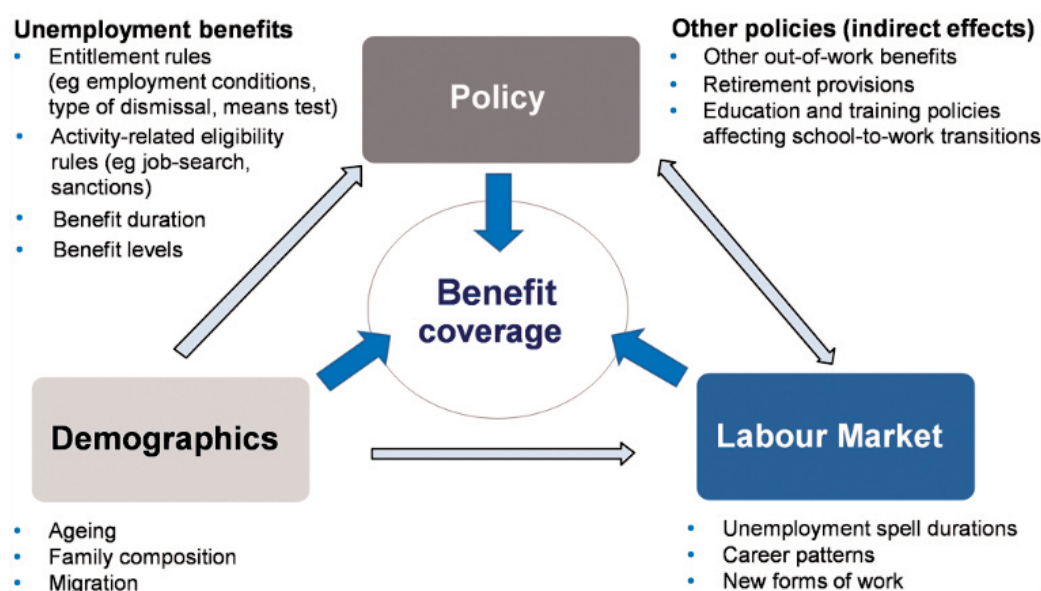 Unemployment benefits
• Entitlement rules
(eg employment conditions,
type of dismissal, means test)
• Activity-related eligibility
rules (eg job-search,
sanctions)
• Benefit duration
• Benefit levels
Other policies (indirect effects)
• Other out-of-work benefits
• Retirement provisions
• Education and training policies
affecting school-to-work transitions
Policy
Benefit
coverage
Demographics
Labour Market
• Ageing
• Family composition
• Migration
• Unemployment spell durations
• Career patterns
• New forms of work